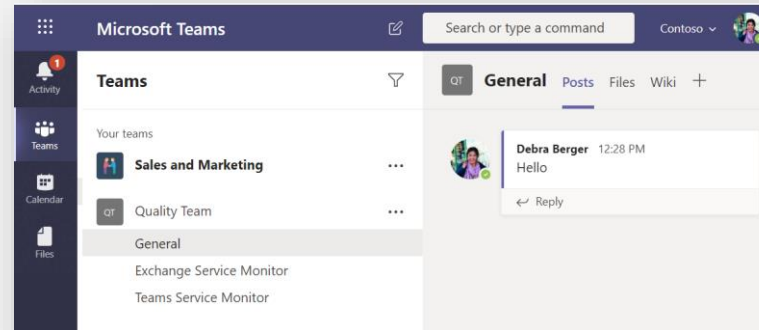 Microsoft Teams
Search or type a command
Contoso
1
Activity
Teams
Calendar
Files
Teams
Your teams
Sales and Marketing
...
QT
Quality Team
...
General
Exchange Service Monitor
Teams Service Monitor
QT
General Posts Files Wiki +
Debra Berger 12:28 PM
Hello
Reply